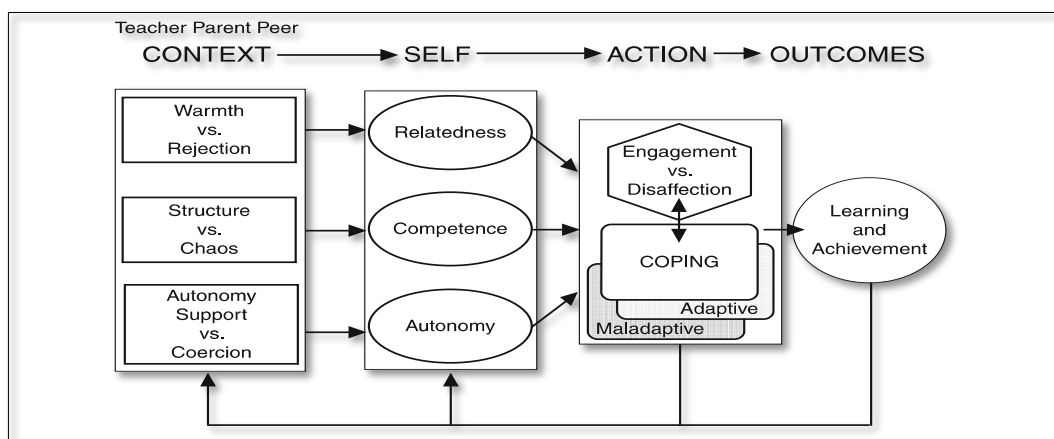 Teacher Parent Peer
CONTEXT
SELF
ACTION
OUTCOMES
Warmth
vs.
Rejection
Structure
vs.
Chaos
Autonomy
Support
vs.
Coercion
Relatedness
Competence
Autonomy
Engagement
vs.
Disaffection
COPING
Adaptive
Maladaptive
Learning
and
Achievement